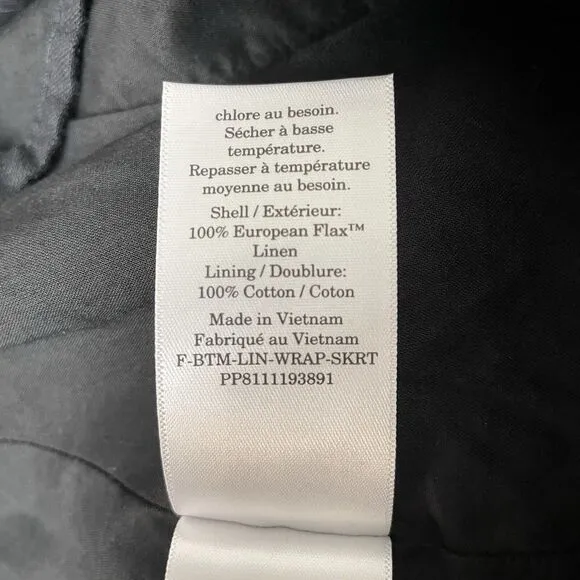 chlore au besoin.
Sécher à basse
température.
Repasser à température
moyenne au besoin.
Shell / Extérieur:
100% European Flax™
Linen
Lining / Doublure:
100% Cotton / Coton
Made in Vietnam
Fabriqué au Vietnam
F-BTM-LIN-WRAP-SKRT
PP8111193891